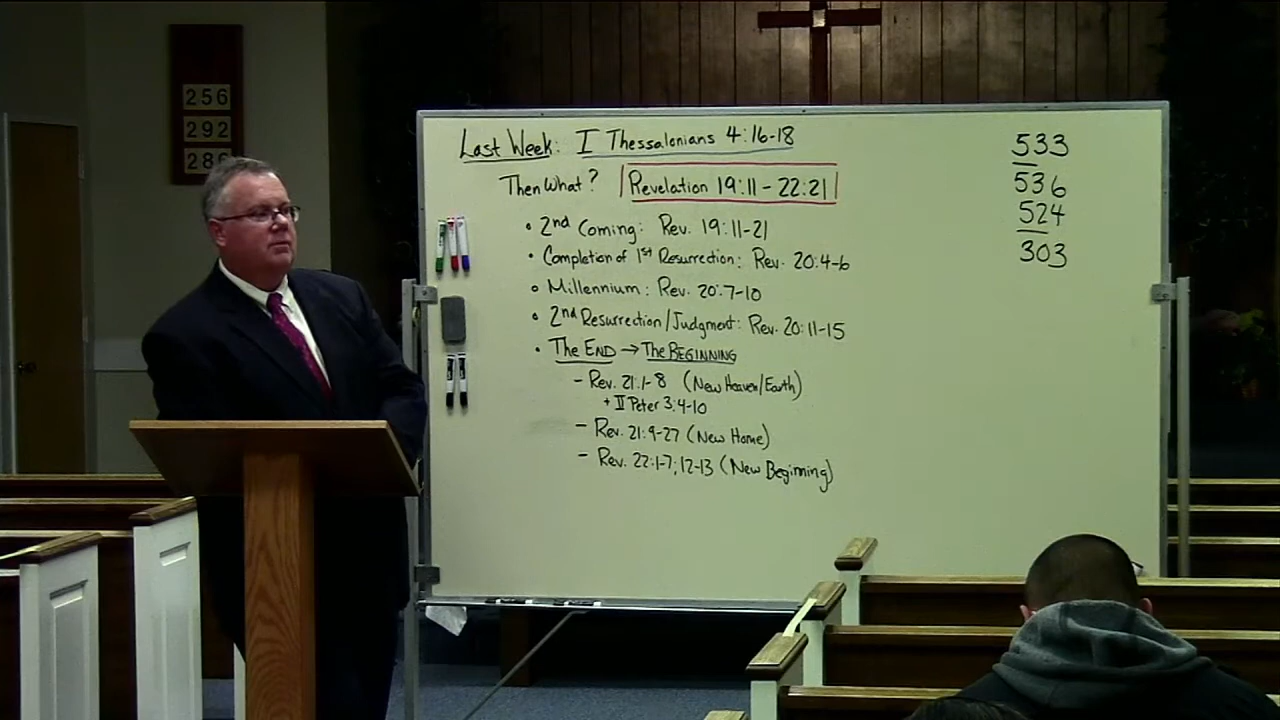 256
292
Last Week: I Thessalonians 4:16-18
Then What? Revelation 19:11 - 22:21
• 2nd Coming: Rev. 19:11-21
• Completion of 1st Resurrection: Rev. 20:4-6
• Millennium: Rev. 20:7-10
• 2nd Resurrection/Judgment: Rev. 20:11-15
• The END → The BEGINNING
- Rev. 21:1-8 (New Heaven/Earth)
+ II Peter 3:4-10
- Rev. 21:9-27 (New Home)
- Rev. 22:1-7; 12-13 (New Beginning)
533
536
524
303